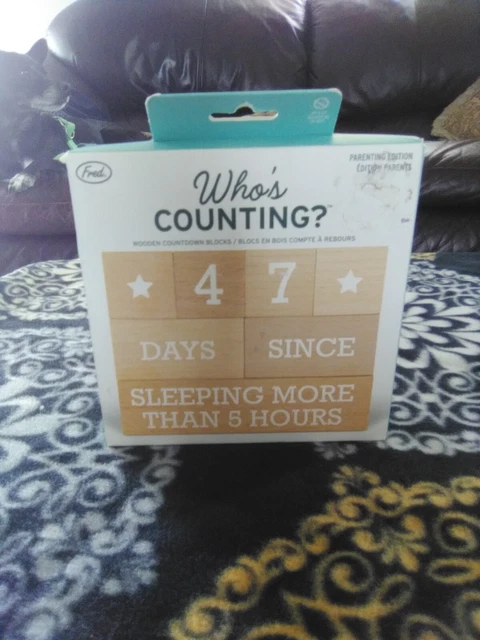 Fred.
PARENTING EDITION
ÉDITION PARENTS
Who's
COUNTING?™
WOODEN COUNTDOWN BLOCKS / BLOCS EN BOIS COMPTE À REBOURS
4 7
DAYS SINCE
SLEEPING MORE
THAN 5 HOURS